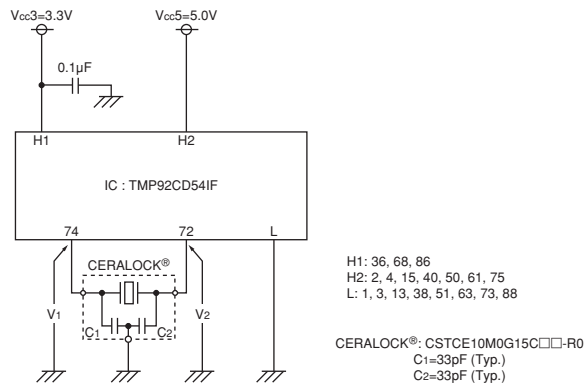 Vcc3=3.3V
Vcc5=5.0V
0.1μF
H1
H2
IC : TMP92CD54IF
74
72
L
CERALOCK®
V1
C1
C2
V2
H1: 36, 68, 86
H2: 2, 4, 15, 40, 50, 61, 75
L: 1, 3, 13, 38, 51, 63, 73, 88
CERALOCK®: CSTCE10M0G15C□□-R0
C1=33pF (Typ.)
C2=33pF (Typ.)